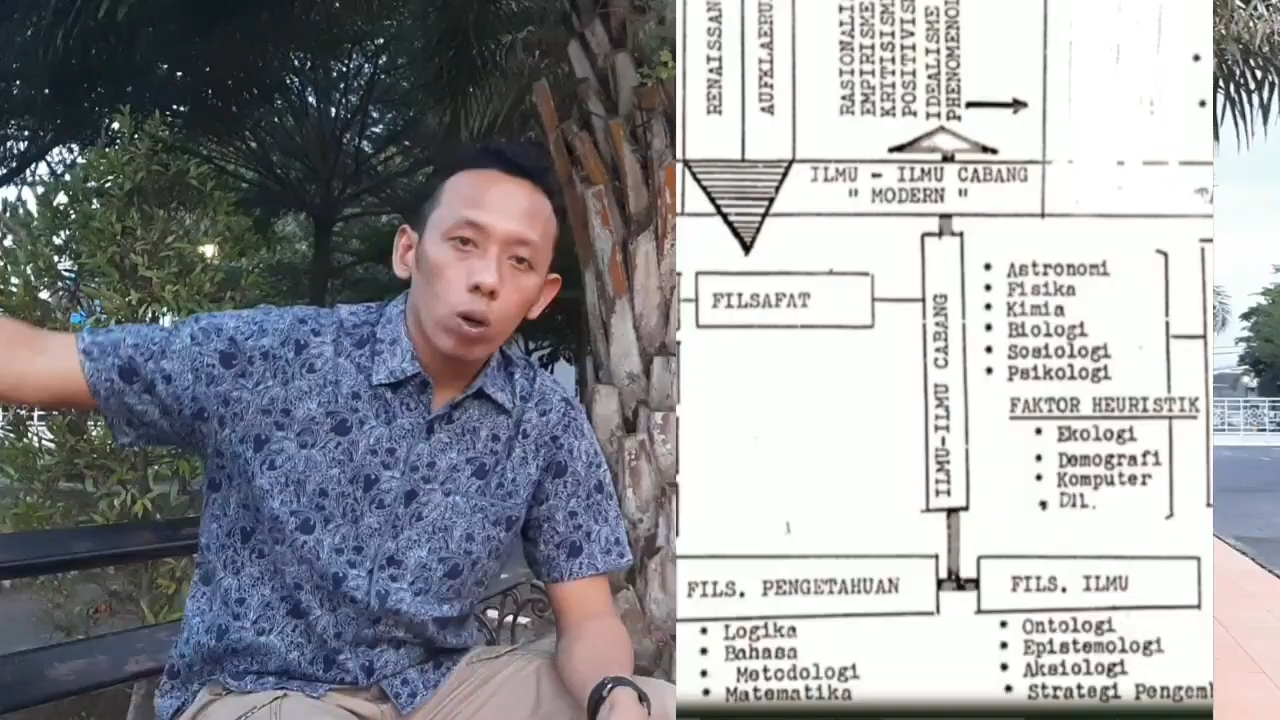 RENAISSAN
AUFKLAERU
RASIONALI
EMPIRISME
KRITISISME
POSITIVIS
IDEALISME
PHENOMENO
ILMU - ILMU CABANG
" MODERN "
FILSAFAT
ILMU-ILMU CABANG
• Astronomi
• Fisika
• Kimia
• Biologi
• Sosiologi
• Psikologi
FAKTOR HEURISTIK
• Ekologi
• Demografi
• Komputer
• Dll.
FILS. PENGETAHUAN
• Logika
• Bahasa
• Metodologi
• Matematika
FILS. ILMU
• Ontologi
• Epistemologi
• Aksiologi
• Strategi Pengem